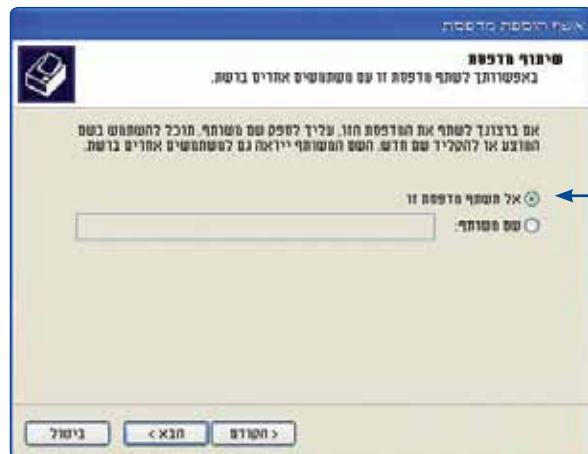 אשף הוספת מדפסת
שיתוף מדפסת
באפשרותך לשתף מדפסת זו עם משתמשים אחרים ברשת.
אם ברצונך לשתף את המדפסת הזו, עליך לספק שם משותף. תוכל להשתמש בשם
המוצע או להקליד שם חדש. השם המשותף ייראה גם למשתמשים אחרים ברשת.
אל תשתף מדפסת זו
שם משותף:
< הקודם
הבא >
ביטול